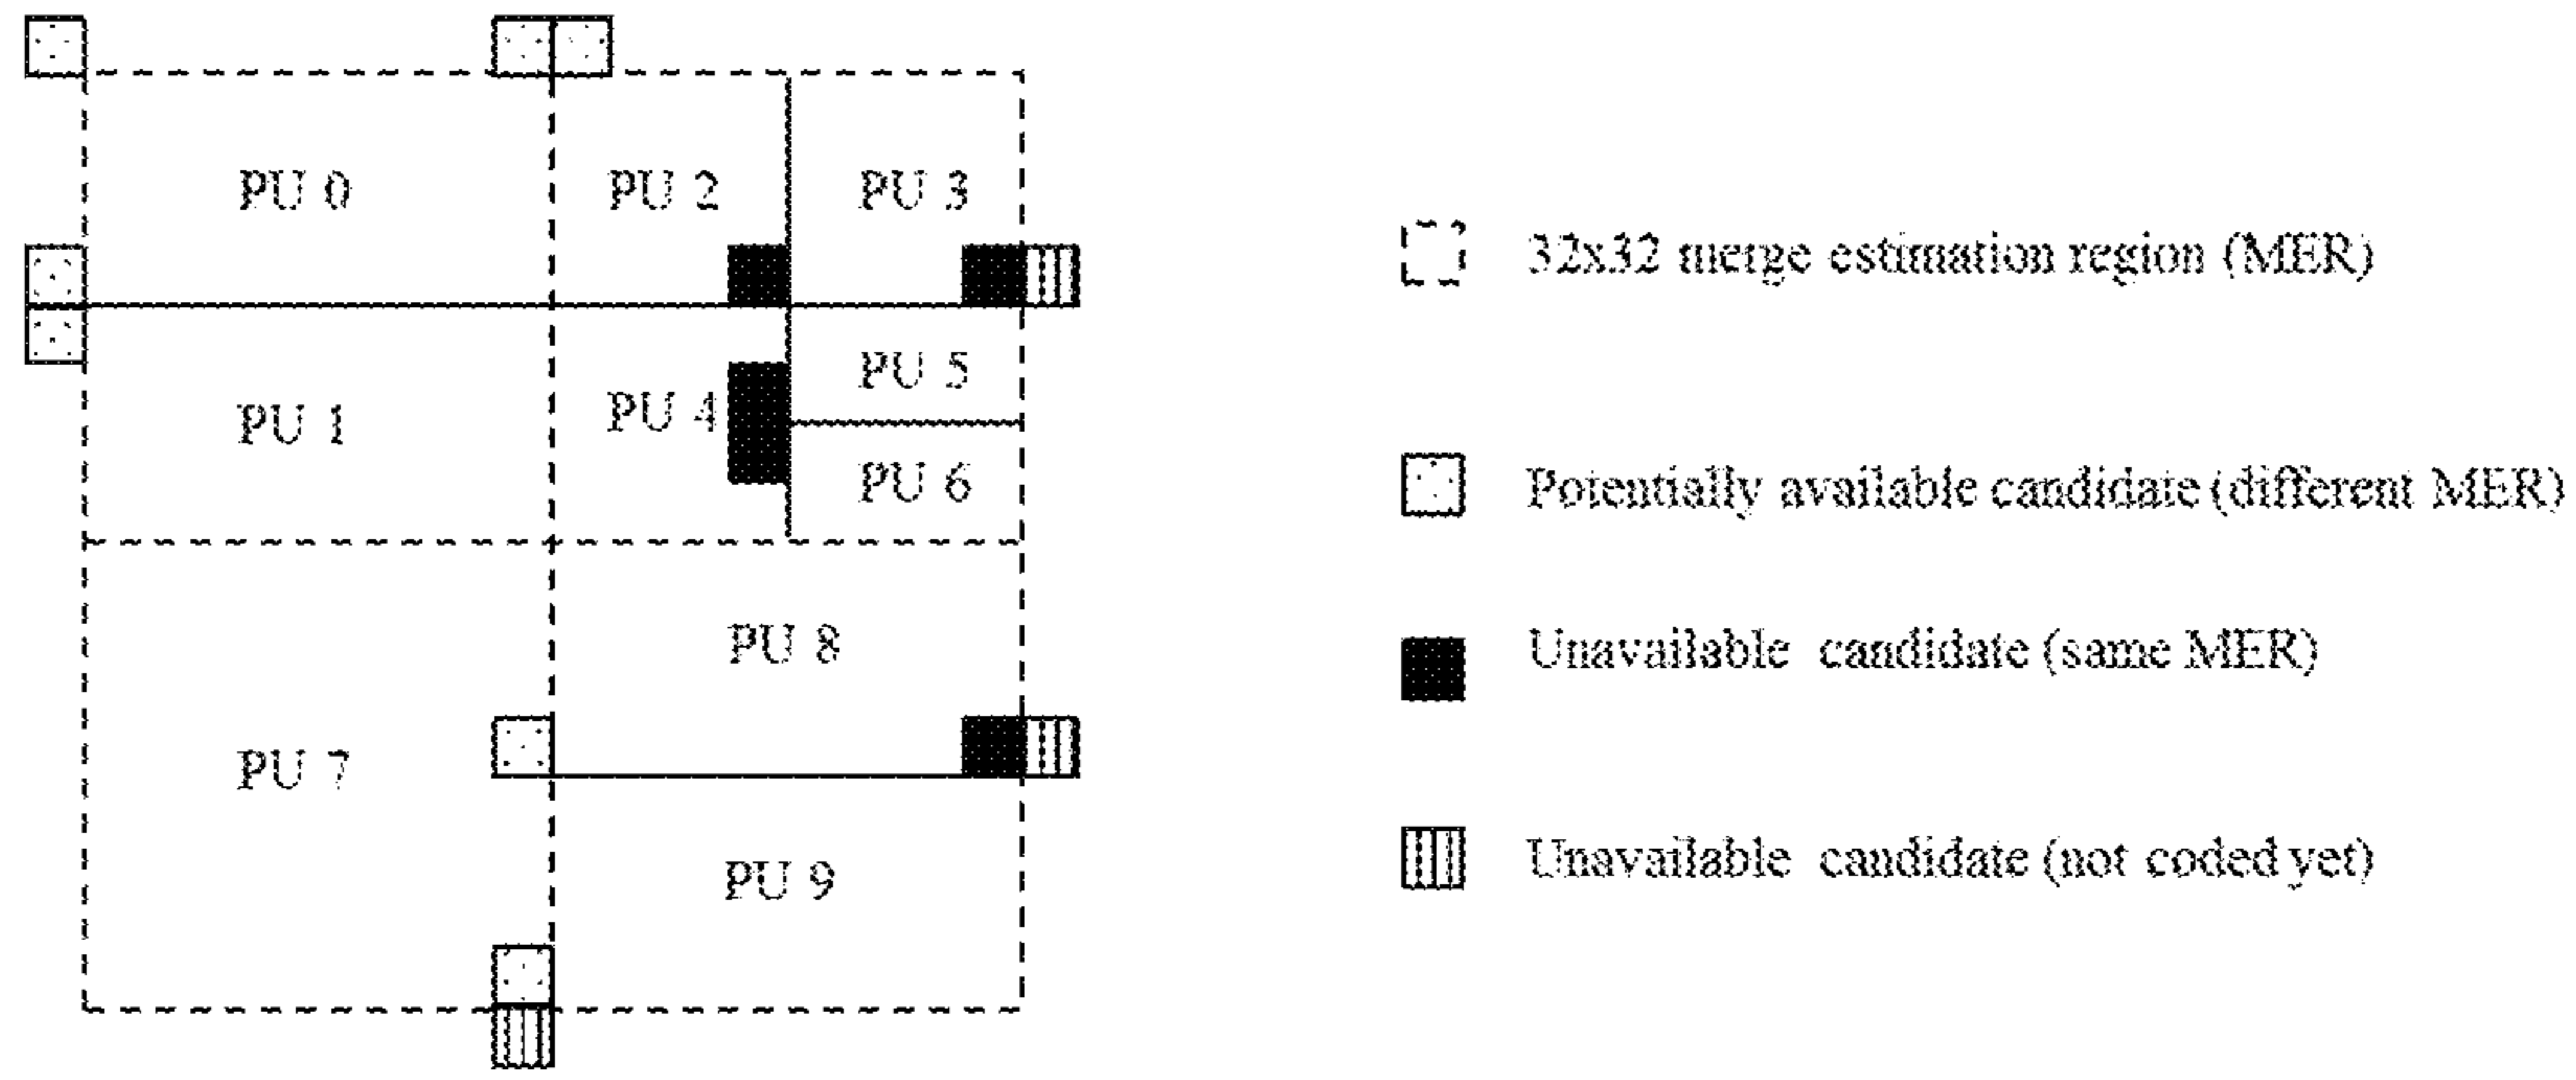 PU 0
PU 2
PU 3
PU 1
PU 4
PU 5
PU 6
PU 7
PU 8
PU 9
32x32 merge estimation region (MER)
Potentially available candidate (different MER)
Unavailable candidate (same MER)
Unavailable candidate (not coded yet)